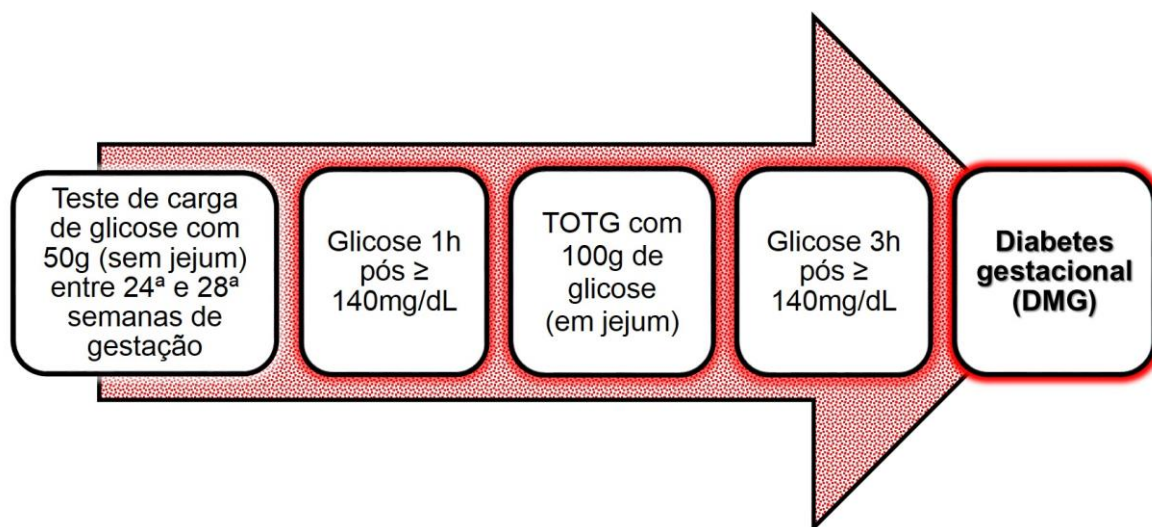 Teste de carga
de glicose com
50g (sem jejum)
entre 24ª e 28ª
semanas de
gestação
Glicose 1h
pós ≥
140mg/dL
TOTG com
100g de
glicose
(em jejum)
Glicose 3h
pós ≥
140mg/dL
Diabetes
gestacional
(DMG)